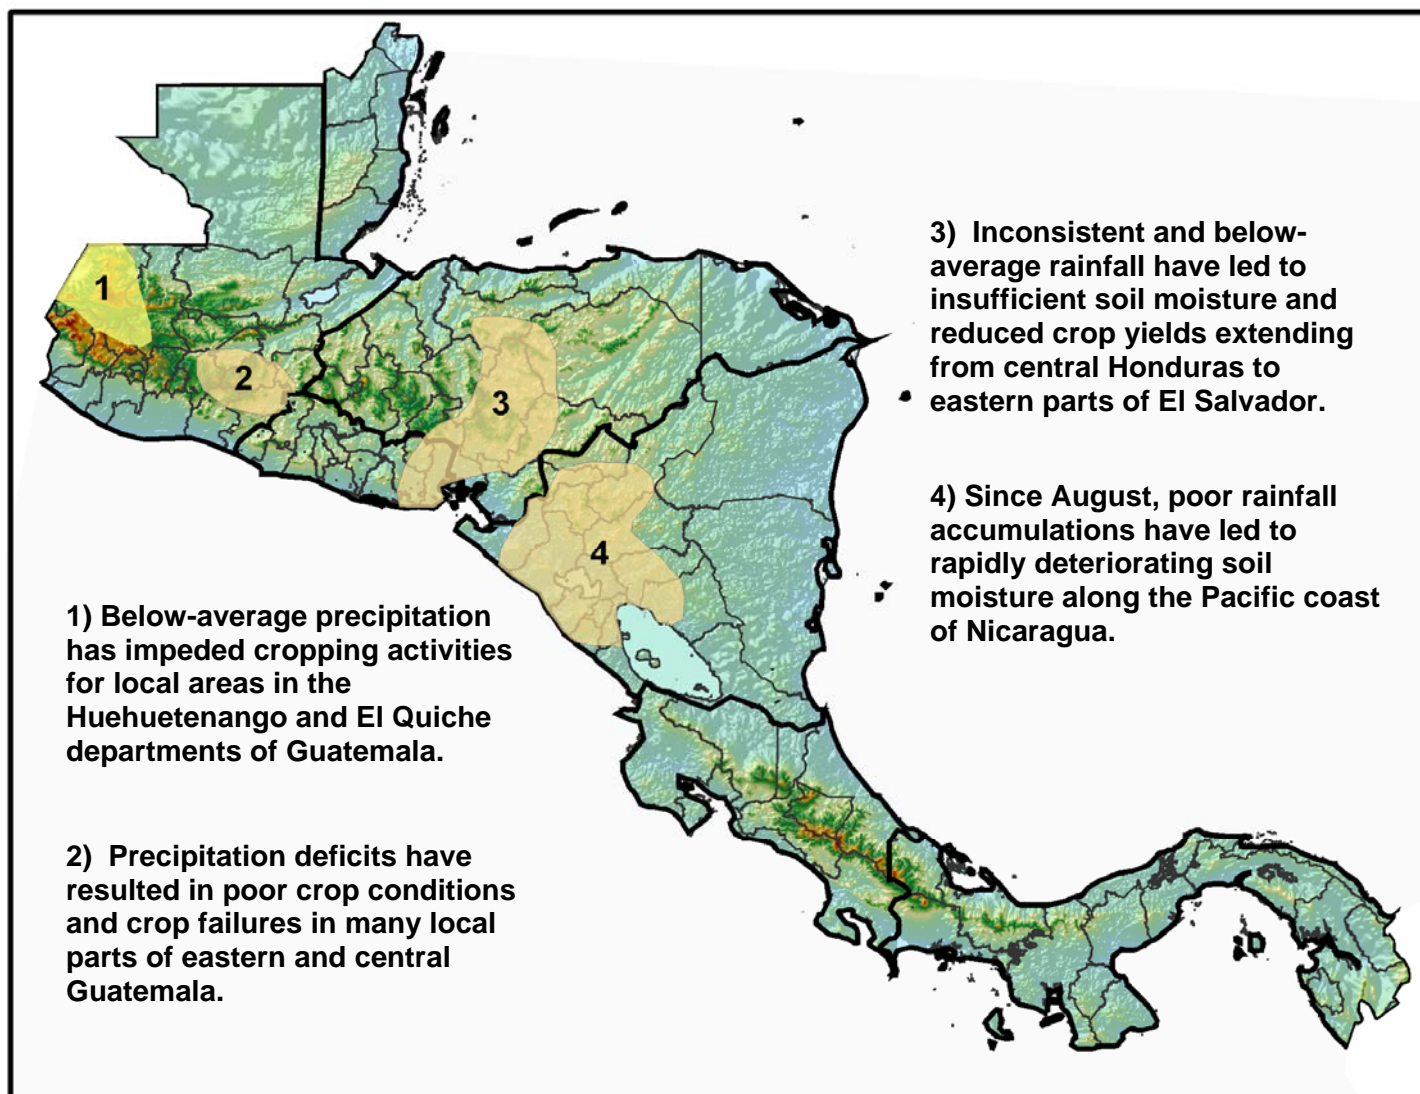 1
2
3
4
3)  Inconsistent and below-
average rainfall have led to
insufficient soil moisture and
reduced crop yields extending
from central Honduras to
eastern parts of El Salvador.
4) Since August, poor rainfall
accumulations have led to
rapidly deteriorating soil
moisture along the Pacific coast
of Nicaragua.
1) Below-average precipitation
has impeded cropping activities
for local areas in the
Huehuetenango and El Quiche
departments of Guatemala.
2)  Precipitation deficits have
resulted in poor crop conditions
and crop failures in many local
parts of eastern and central
Guatemala.